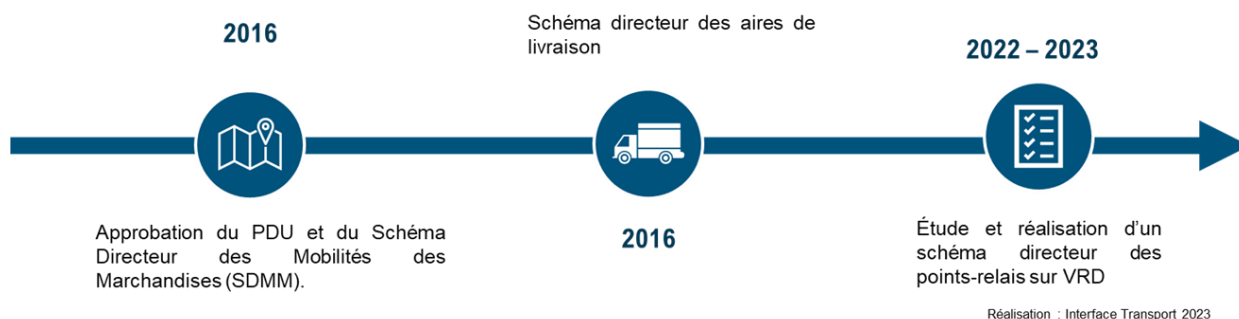 2016
Approbation du PDU et du Schéma
Directeur des Mobilités des
Marchandises (SDMM).
Schéma directeur des aires de
livraison
2016
2022 – 2023
Étude et réalisation d’un
schéma directeur des
points-relais sur VRD
Réalisation : Interface Transport 2023